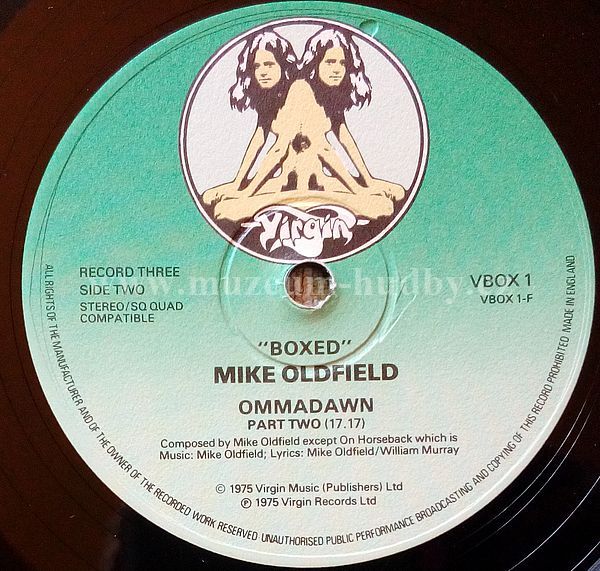 Virgin
RECORD THREE
SIDE TWO
STEREO/SQ QUAD
COMPATIBLE
VBOX 1
VBOX 1-F
www.muzeum-hudby.
"BOXED"
MIKE OLDFIELD
OMMADAWN
PART TWO (17.17)
Composed by Mike Oldfield except On Horseback which is
Music: Mike Oldfield; Lyrics: Mike Oldfield/William Murray
© 1975 Virgin Music (Publishers) Ltd
℗ 1975 Virgin Records Ltd
ALL RIGHTS OF THE MANUFACTURER AND OF THE OWNER OF THE RECORDED WORK RESERVED UNAUTHORISED PUBLIC PERFORMANCE BROADCASTING AND COPYING OF THIS RECORD PROHIBITED MADE IN ENGLAND